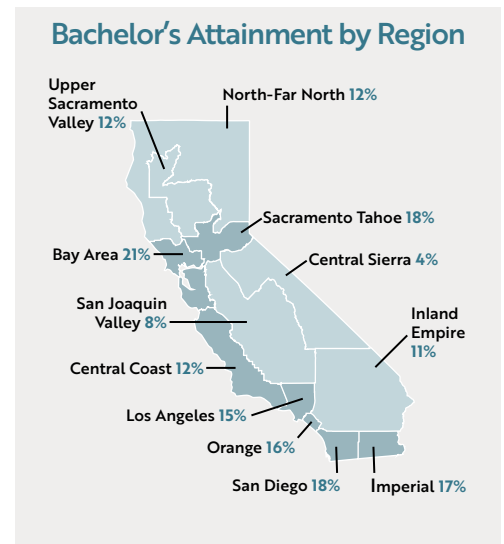 Bachelor's Attainment by Region
Upper
Sacramento
Valley 12%
North-Far North 12%
Sacramento Tahoe 18%
Bay Area 21%
Central Sierra 4%
San Joaquin
Valley 8%
Inland
Empire
11%
Central Coast 12%
Los Angeles 15%
Orange 16%
San Diego 18%
Imperial 17%